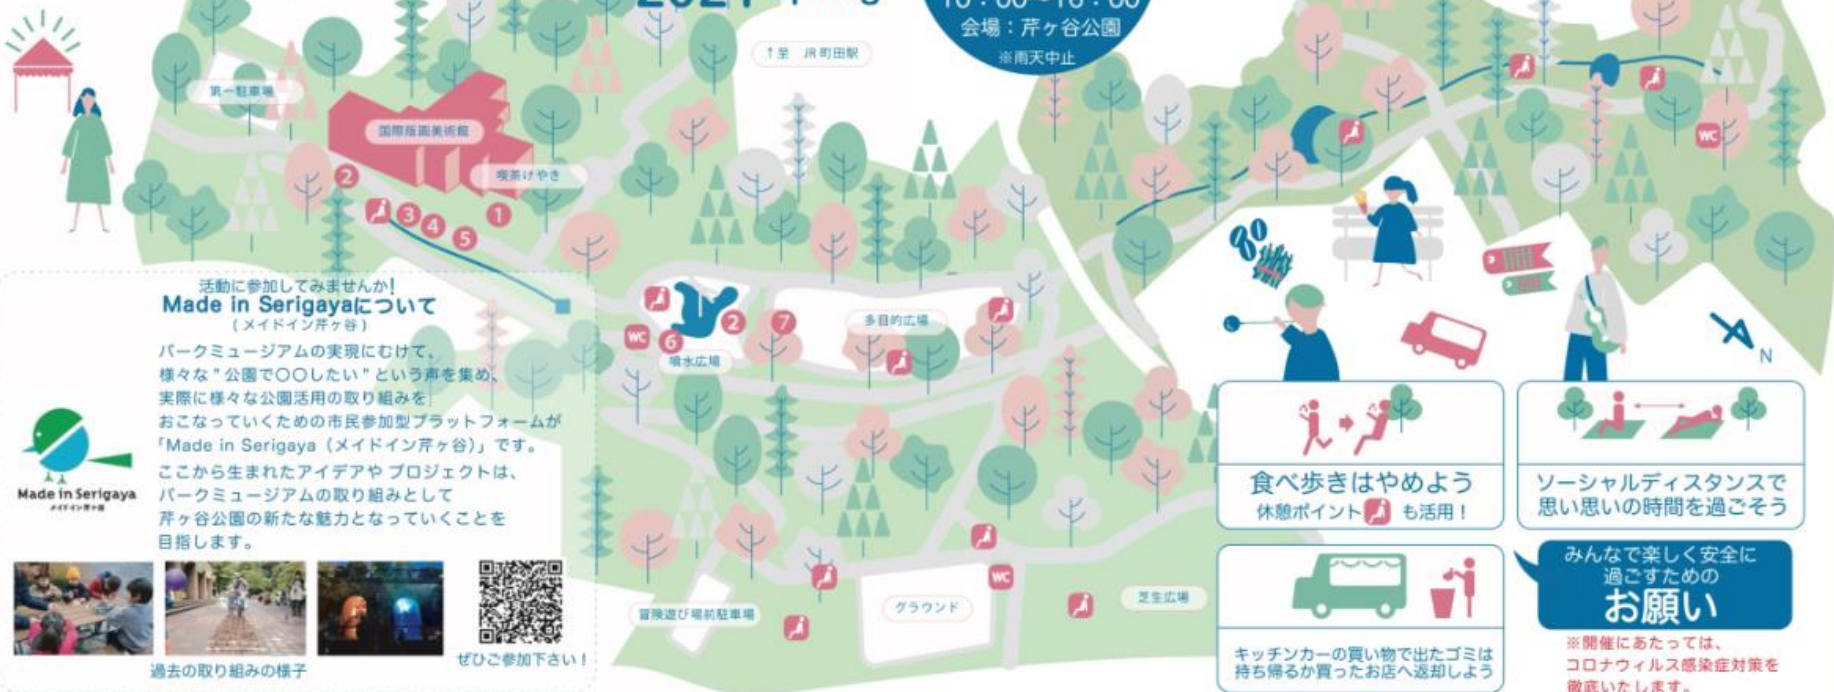 会場：芹ヶ谷公園
※雨天中止
↑至 JR町田駅
第一駐車場
国際版画美術館
喫茶けやき
2
3
4
5
1
WC
活動に参加してみませんか!
Made in Serigayaについて
(メイドイン芹ヶ谷)
パークミュージアムの実現にむけて、
様々な"公園で〇〇したい"という声を集め、
実際に様々な公園活用の取り組みを
おこなっていくための市民参加型プラットフォームが
「Made in Serigaya（メイドイン芹ヶ谷）」です。
ここから生まれたアイデアや プロジェクトは、
パークミュージアムの取り組みとして
芹ヶ谷公園の新たな魅力となっていくことを
目指します。
Made in Serigaya
メイドイン芹ヶ谷
過去の取り組みの様子
ぜひご参加下さい！
WC
6
2
7
噴水広場
多目的広場
冒険遊び場前駐車場
グラウンド
WC
芝生広場
N
食べ歩きはやめよう
休憩ポイント も活用！
ソーシャルディスタンスで
思い思いの時間を過ごそう
キッチンカーの買い物で出たゴミは
持ち帰るか買ったお店へ返却しよう
みんなで楽しく安全に
過ごすための
お願い
※開催にあたっては、
コロナウィルス感染症対策を
徹底いたします。